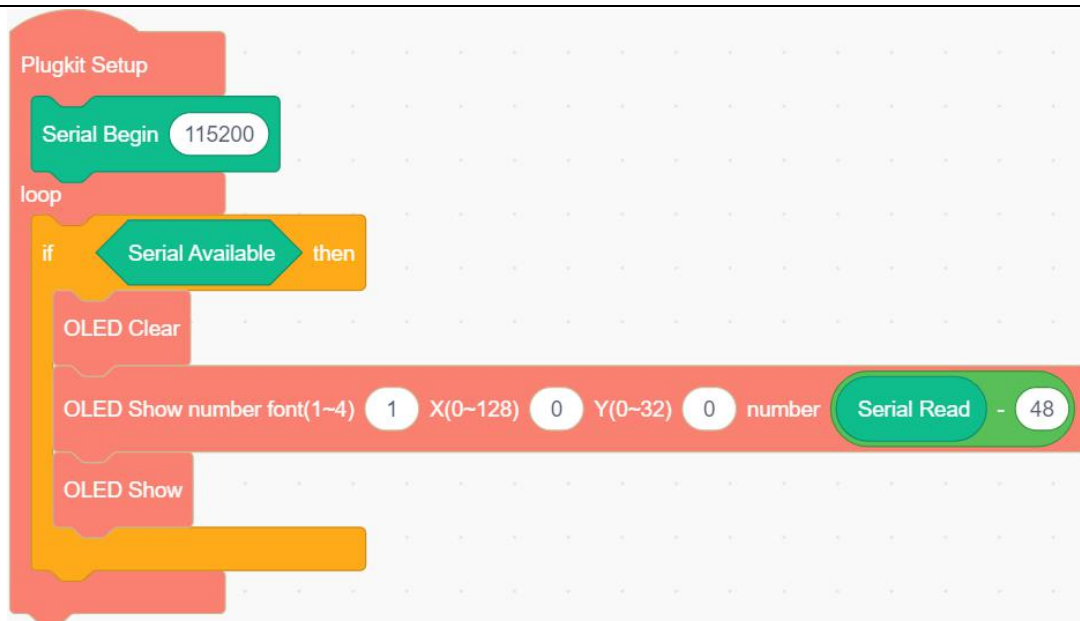 Plugkit Setup
Serial Begin 115200
loop
if Serial Available then
OLED Clear
OLED Show number font(1~4) 1 X(0~128) 0 Y(0~32) 0 number Serial Read - 48
OLED Show